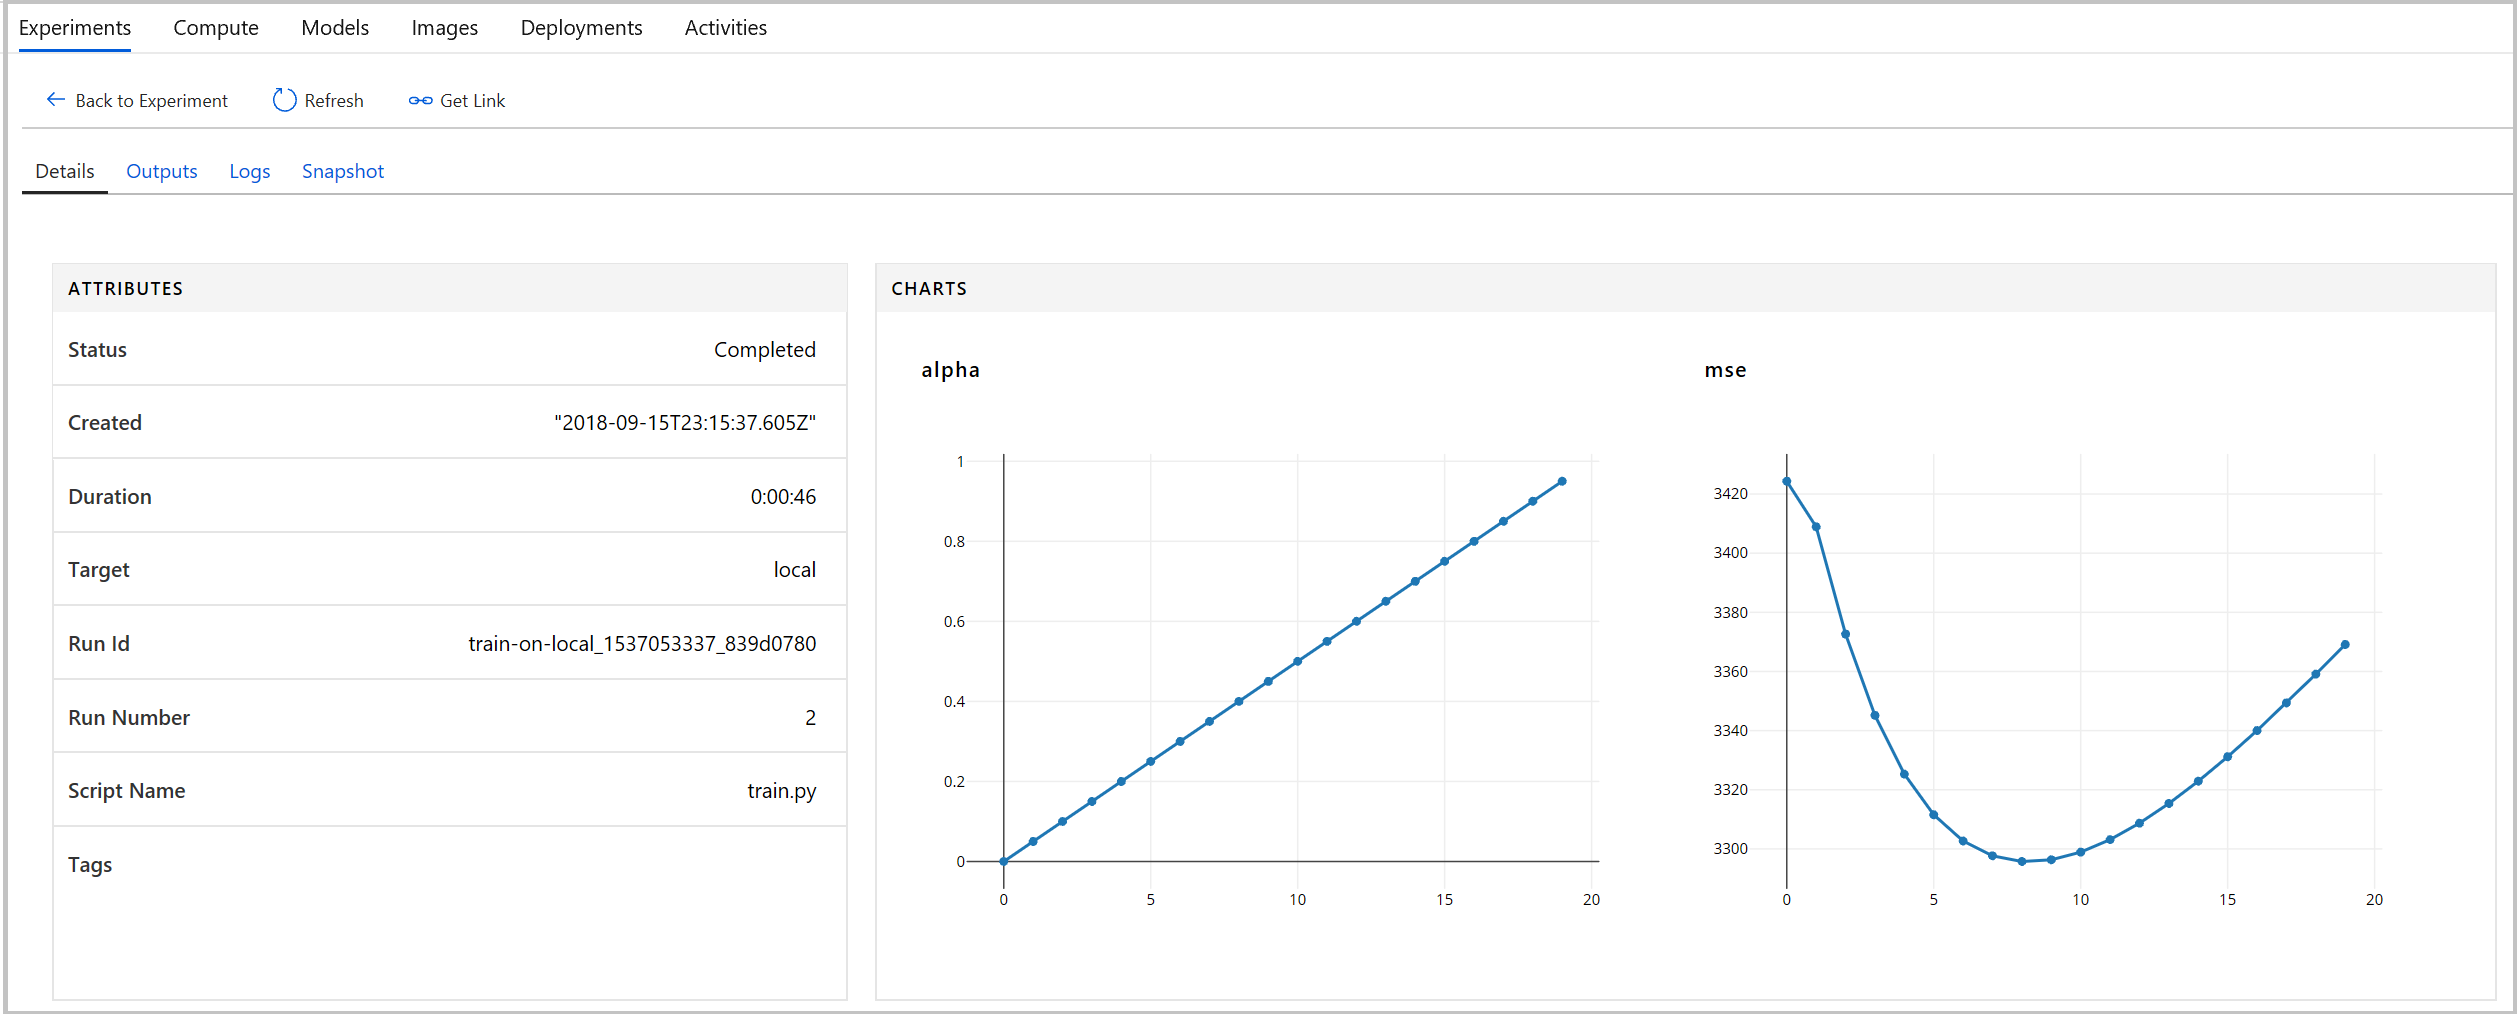 Experiments Compute Models Images Deployments Activities
Back to Experiment Refresh Get Link
Details Outputs Logs Snapshot
ATTRIBUTES
Status Completed
Created "2018-09-15T23:15:37.605Z"
Duration 0:00:46
Target local
Run Id train-on-local_1537053337_839d0780
Run Number 2
Script Name train.py
Tags
CHARTS
alpha
1
0.8
0.6
0.4
0.2
0
0 5 10 15 20
mse
3420
3400
3380
3360
3340
3320
3300
0 5 10 15 20